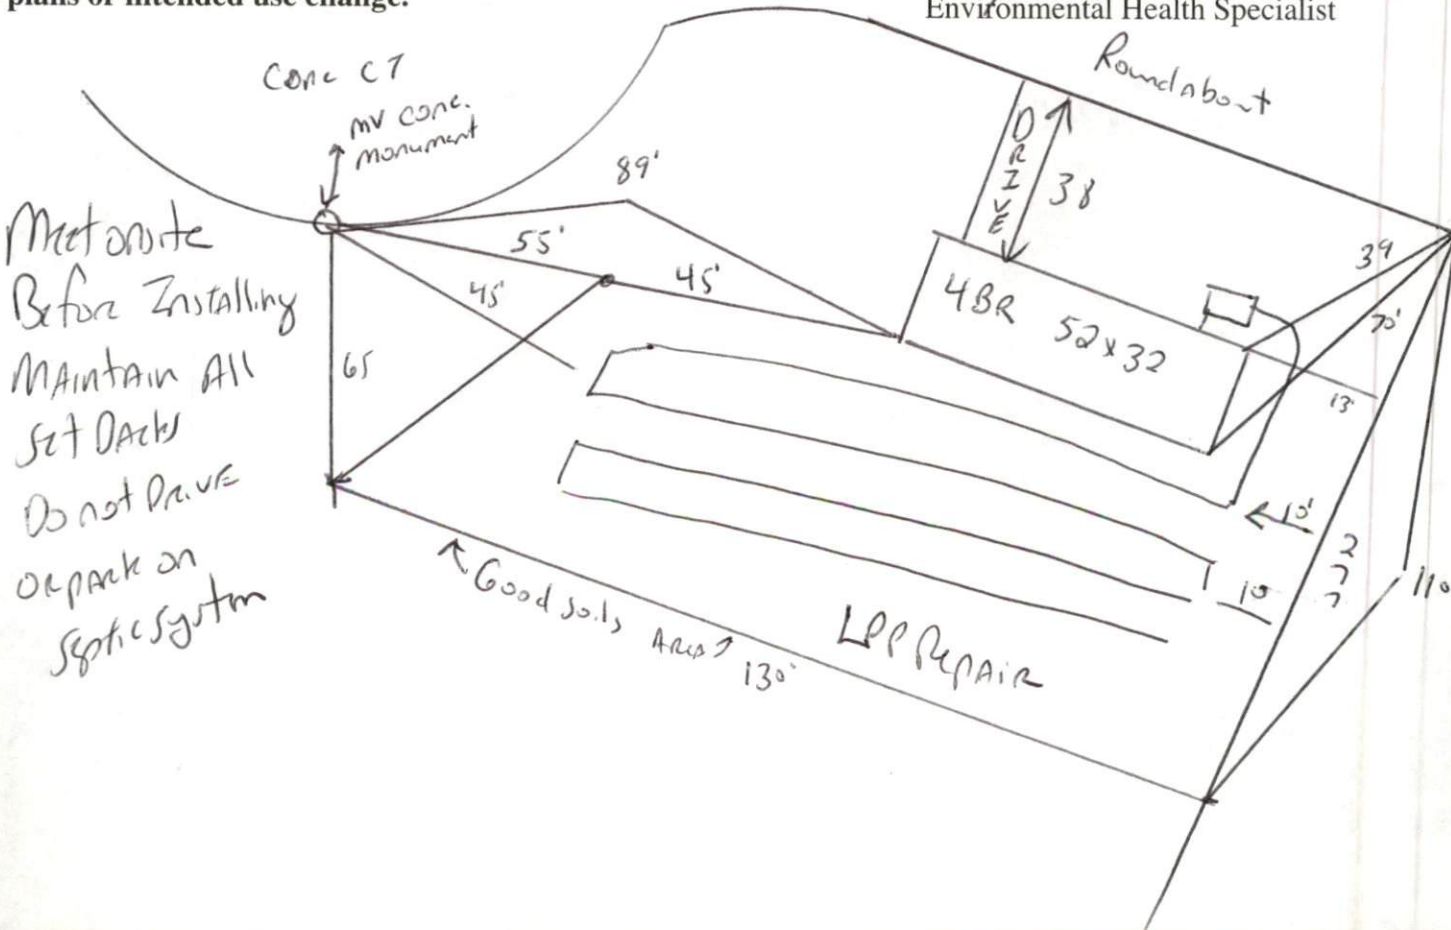 plans or intended use change.
Environmental Health Specialist
Conc CT
mv conc.
monument
Roundabout
DRIVE
38
89'
55'
45'
45'
65
4BR 52x32
39
70'
13'
10'
10
277
110
Meet onsite
Before Installing
MAintAin All
Set BAcks
Do not DrivE
OR pARk on
Septic system
Good soils AreA
130'
LPP RepAiR